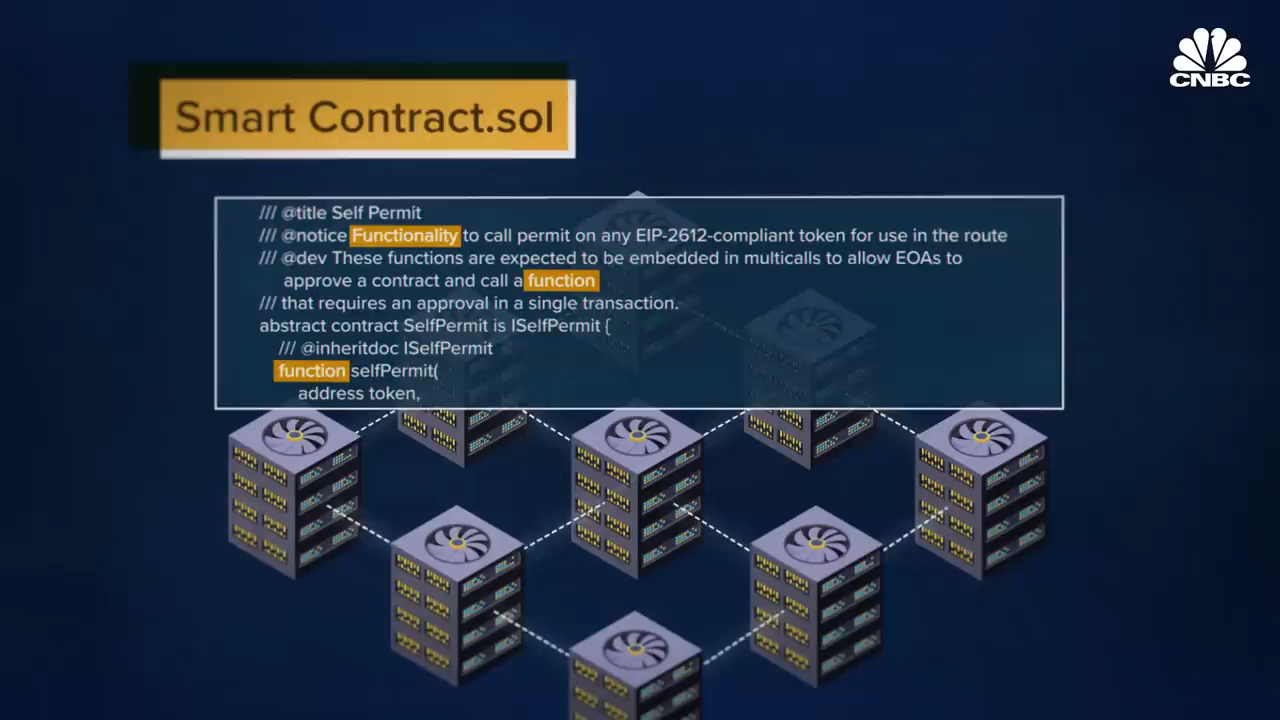 CNBC
Smart Contract.sol
/// @title Self Permit
/// @notice Functionality to call permit on any EIP-2612-compliant token for use in the route
/// @dev These functions are expected to be embedded in multicalls to allow EOAs to
approve a contract and call a function
/// that requires an approval in a single transaction.
abstract contract SelfPermit is ISelfPermit {
/// @inheritdoc ISelfPermit
function selfPermit(
address token,